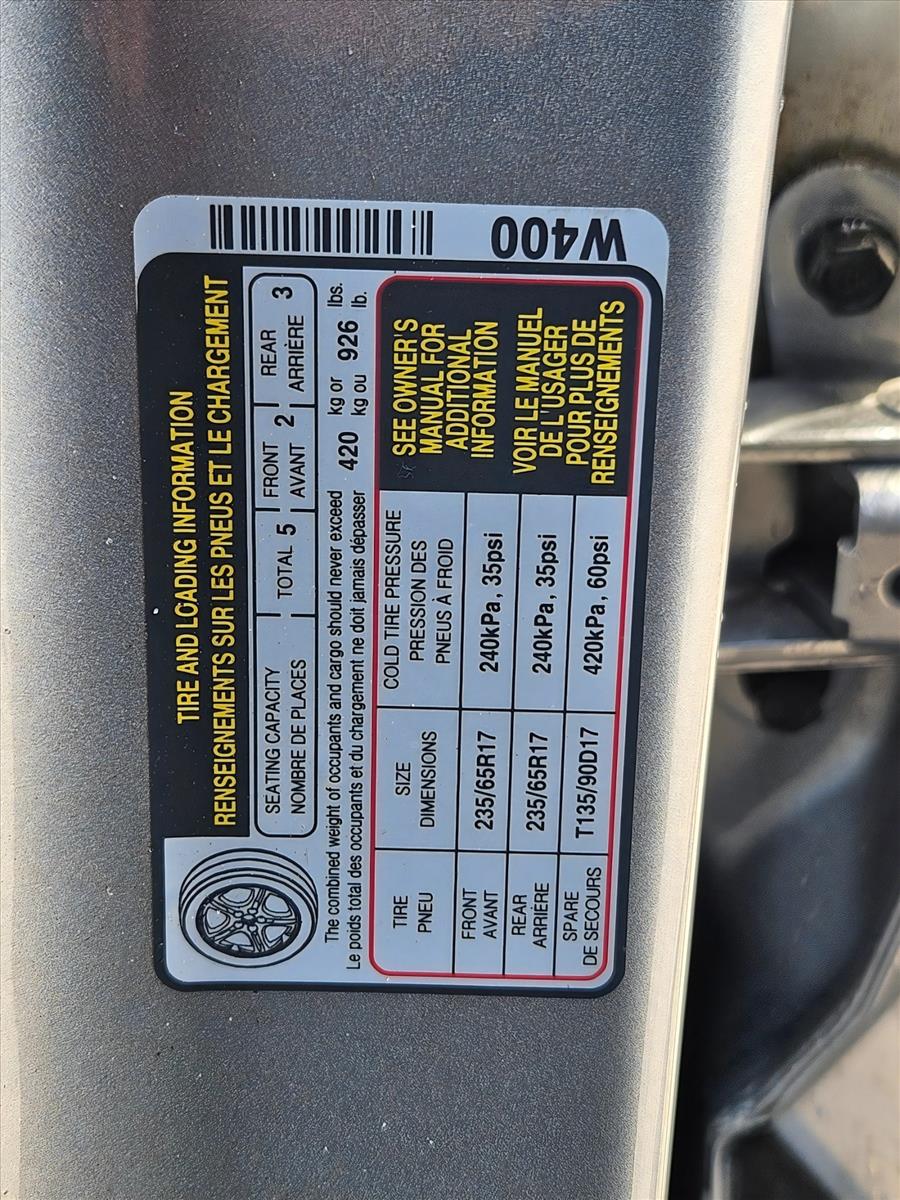 TIRE AND LOADING INFORMATION
RENSEIGNEMENTS SUR LES PNEUS ET LE CHARGEMENT
SEATING CAPACITY
NOMBRE DE PLACES
TOTAL 5
FRONT
AVANT 2
REAR
ARRIÈRE 3
The combined weight of occupants and cargo should never exceed 420 kg or 926 lbs.
Le poids total des occupants et du chargement ne doit jamais dépasser kg ou lb.
TIRE
PNEU
SIZE
DIMENSIONS
COLD TIRE PRESSURE
PRESSION DES
PNEUS À FROID
FRONT
AVANT
235/65R17
240kPa, 35psi
REAR
ARRIÈRE
235/65R17
240kPa, 35psi
SPARE
DE SECOURS
T135/90D17
420kPa, 60psi
SEE OWNER'S
MANUAL FOR
ADDITIONAL
INFORMATION
VOIR LE MANUEL
DE L'USAGER
POUR PLUS DE
RENSEIGNEMENTS
W400